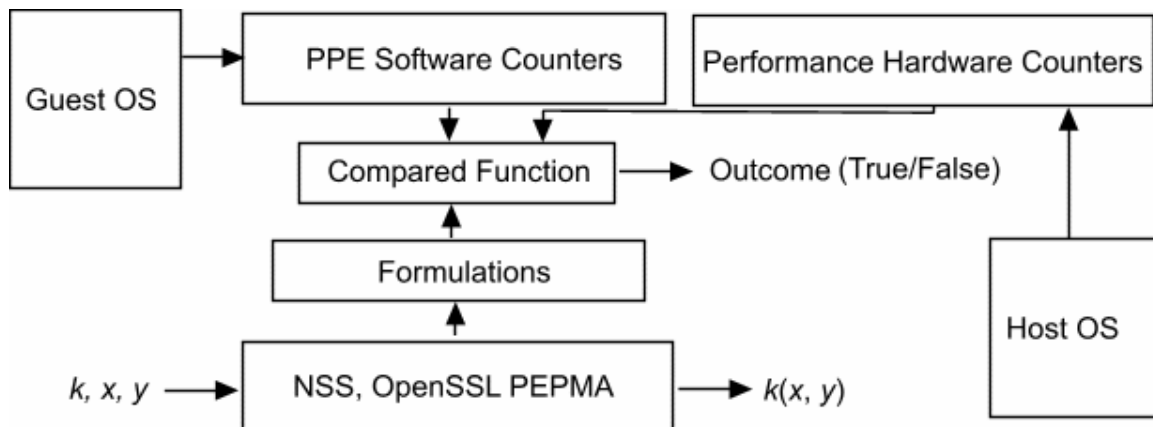 PPE Software Counters
Performance Hardware Counters
Guest OS
Compared Function
Outcome (True/False)
Formulations
Host OS
k, x, y
NSS, OpenSSL PEPMA
k(x, y)